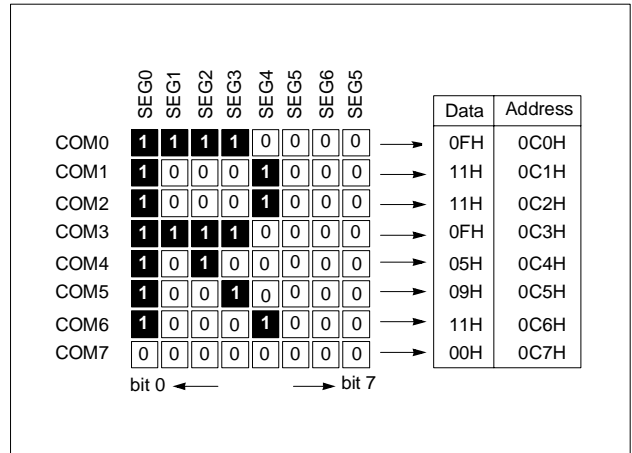 SEG0 SEG1 SEG2 SEG3 SEG4 SEG5 SEG6 SEG5
Data Address
COM0 1 1 1 1 0 0 0 0 0FH 0C0H
COM1 1 0 0 0 1 0 0 0 11H 0C1H
COM2 1 0 0 0 1 0 0 0 11H 0C2H
COM3 1 1 1 1 0 0 0 0 0FH 0C3H
COM4 1 0 1 0 0 0 0 0 05H 0C4H
COM5 1 0 0 1 0 0 0 0 09H 0C5H
COM6 1 0 0 0 1 0 0 0 11H 0C6H
COM7 0 0 0 0 0 0 0 0 00H 0C7H
bit 0 bit 7